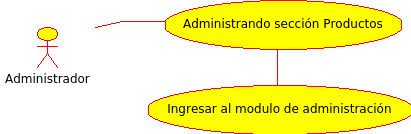 Administrando sección Productos
Administrador
Ingresar al modulo de administración